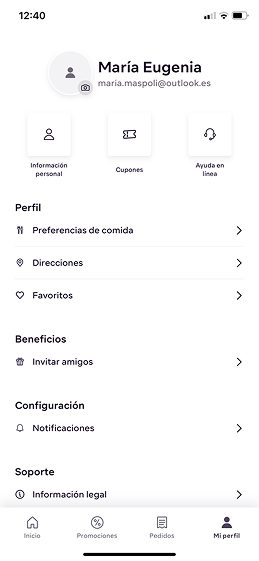 12:40
María Eugenia
maria.maspoli@outlook.es
Información
personal
Cupones
Ayuda en
línea
Perfil
Preferencias de comida
Direcciones
Favoritos
Beneficios
Invitar amigos
Configuración
Notificaciones
Soporte
Información legal
Inicio
Promociones
Pedidos
Mi perfil